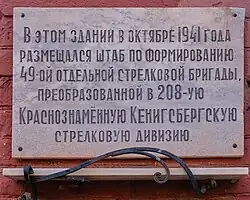 В этом здании в октябре 1941 года
размещался штаб по формированию
49-ой отдельной стрелковой бригады,
преобразованной в 208-ую
Краснознамённую Кенигсбергскую
стрелковую дивизию.